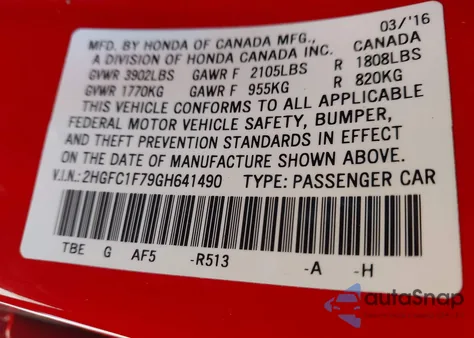 03/'16
MFD. BY HONDA OF CANADA MFG., CANADA
A DIVISION OF HONDA CANADA INC.
GVWR 3902LBS GAWR F 2105LBS R 1808LBS
GVWR 1770KG GAWR F 955KG R 820KG
THIS VEHICLE CONFORMS TO ALL APPLICABLE
FEDERAL MOTOR VEHICLE SAFETY, BUMPER,
AND THEFT PREVENTION STANDARDS IN EFFECT
ON THE DATE OF MANUFACTURE SHOWN ABOVE.
V.I.N.: 2HGFC1F79GH641490 TYPE: PASSENGER CAR
TBE G AF5 -R513 -A -H
autoSnap